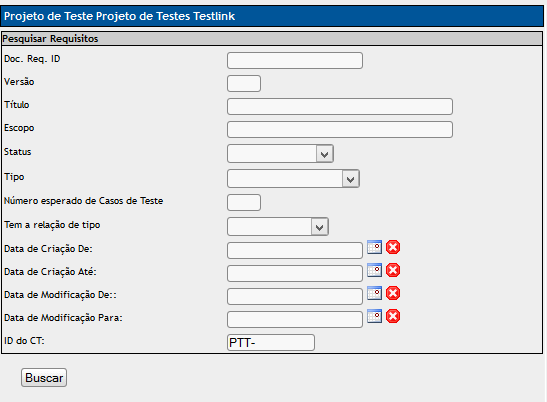 Projeto de Teste Projeto de Testes Testlink
Pesquisar Requisitos
Doc. Req. ID
Versão
Título
Escopo
Status
Tipo
Número esperado de Casos de Teste
Tem a relação de tipo
Data de Criação De:
Data de Criação Até:
Data de Modificação De::
Data de Modificação Para:
ID do CT: PTT-
Buscar